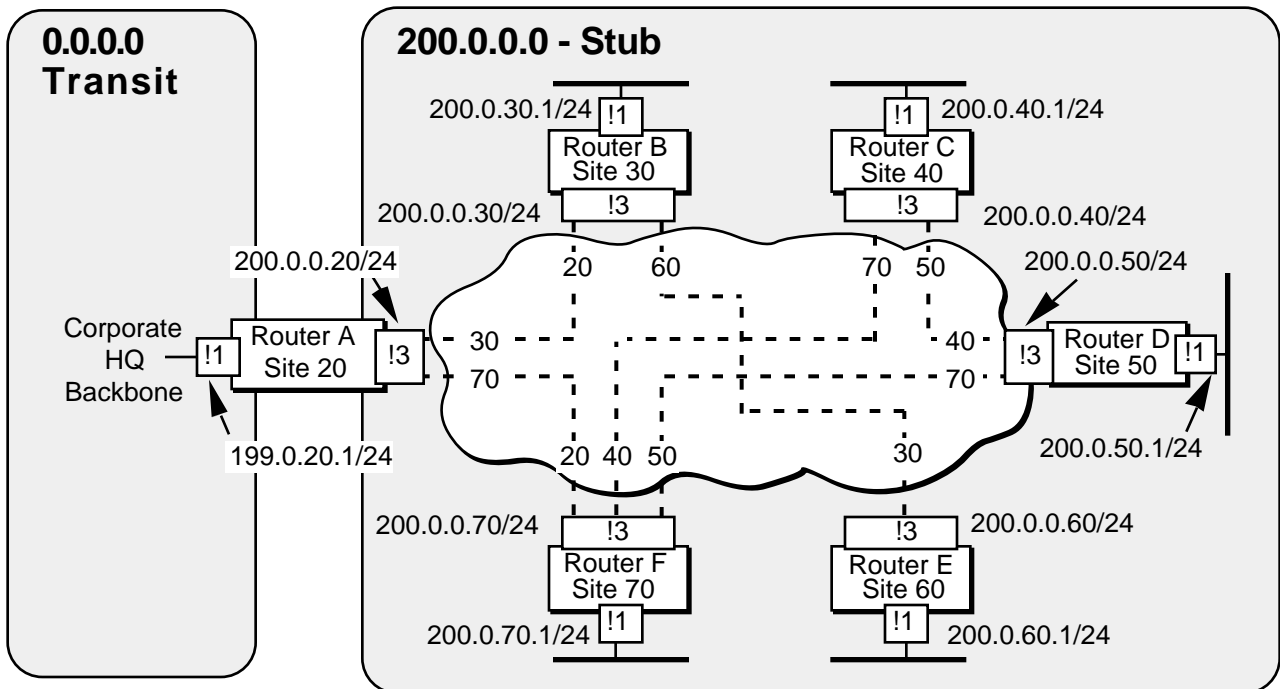 0.0.0.0
Transit
200.0.0.0 - Stub
200.0.30.1/24
!1
Router B
Site 30
!3
200.0.0.30/24
!1
200.0.40.1/24
Router C
Site 40
!3
200.0.0.40/24
200.0.0.20/24
20
60
70
50
200.0.0.50/24
Corporate
HQ
Backbone
!1
Router A
Site 20
!3
30
70
40
70
!3
Router D
Site 50
!1
199.0.20.1/24
20
40
50
30
200.0.50.1/24
200.0.0.70/24
!3
Router F
Site 70
!1
200.0.70.1/24
!3
200.0.0.60/24
Router E
Site 60
!1
200.0.60.1/24